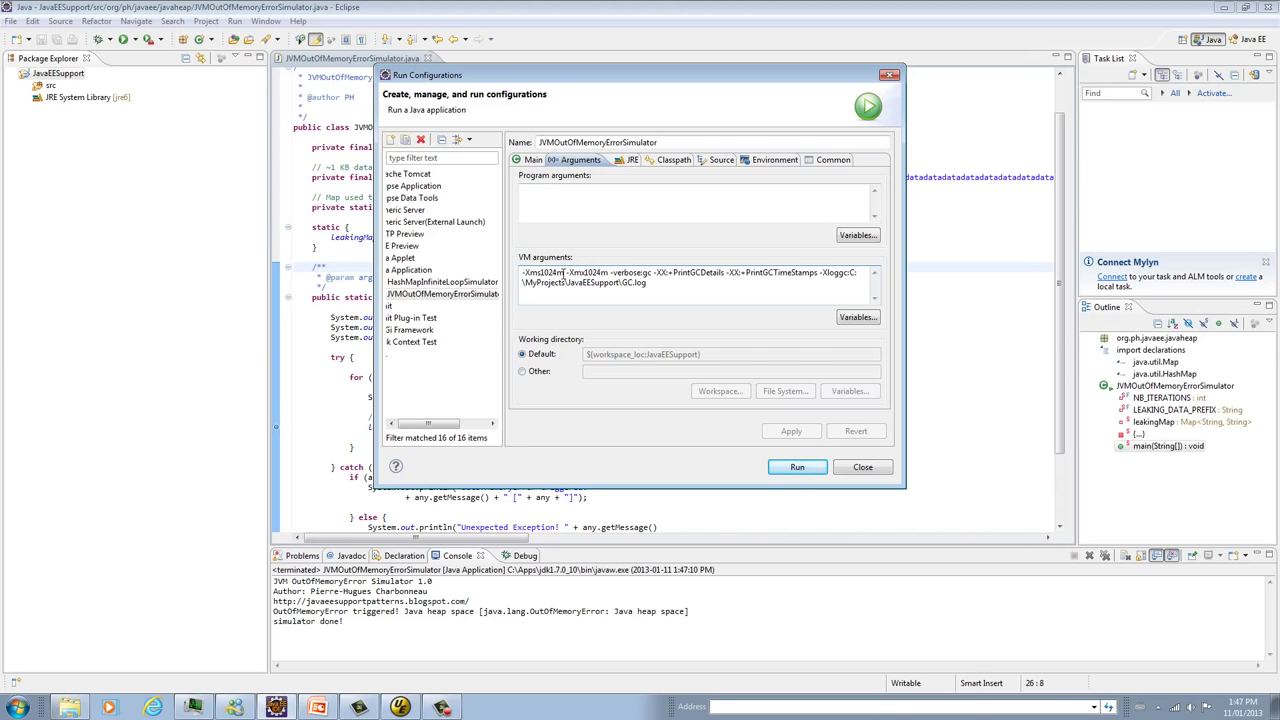 Java - JavaEESupport/src/org/ph/javaee/javaheap/JVMOutOfMemoryErrorSimulator.java - Eclipse
File Edit Source Refactor Navigate Search Project Run Window Help
Java
Java EE
Package Explorer
JavaEESupport
src
JRE System Library [jre6]
JVMOutOfMemoryErrorSimulator.java
* JVMOutOfMemory
*
* @author PH
*
*/
public class JVMO
private final
// ~1 KB data
private final
adatadatadatadatadatadatadatadata
// Map used t
private stati
static {
leakingMa
}
/**
* @param arg
public static
System.ou
System.ou
System.ou
try {
for (
S
/
L
}
} catch (
if (a
+ any.getMessage() + " [" + any + "]");
} else {
System.out.println("Unexpected Exception! " + any.getMessage()
Run Configurations
Create, manage, and run configurations
Run a Java application
type filter text
ache Tomcat
pse Application
pse Data Tools
neric Server
neric Server(External Launch)
TP Preview
E Preview
a Applet
a Application
HashMapInfiniteLoopSimulator
JVMOutOfMemoryErrorSimulato
it
it Plug-in Test
Gi Framework
k Context Test
Filter matched 16 of 16 items
Name: JVMOutOfMemoryErrorSimulator
Main Arguments JRE Classpath Source Environment Common
Program arguments:
Variables...
VM arguments:
-Xms1024m -Xmx1024m -verbose:gc -XX:+PrintGCDetails -XX:+PrintGCTimeStamps -Xloggc:C:
\MyProjects\JavaEESupport\GC.log
Variables...
Working directory:
Default: ${workspace_loc:JavaEESupport}
Other:
Workspace... File System... Variables...
Apply Revert
Run Close
Task List
Find All Activate...
Connect Mylyn
Connect to your task and ALM tools or create a local task.
Outline
org.ph.javaee.javaheap
import declarations
java.util.Map
java.util.HashMap
JVMOutOfMemoryErrorSimulator
NB_ITERATIONS : int
LEAKING_DATA_PREFIX : String
leakingMap : Map<String, String>
{...}
main(String[]) : void
Problems Javadoc Declaration Console Debug
<terminated> JVMOutOfMemoryErrorSimulator [Java Application] C:\Apps\jdk1.7.0_10\bin\javaw.exe (2013-01-11 1:47:10 PM)
JVM OutOfMemoryError Simulator 1.0
Author: Pierre-Hugues Charbonneau
http://javaeesupportpatterns.blogspot.com/
OutOfMemoryError triggered! Java heap space [java.lang.OutOfMemoryError: Java heap space]
simulator done!
Writable Smart Insert 26 : 8
Address
1:47 PM
11/01/2013